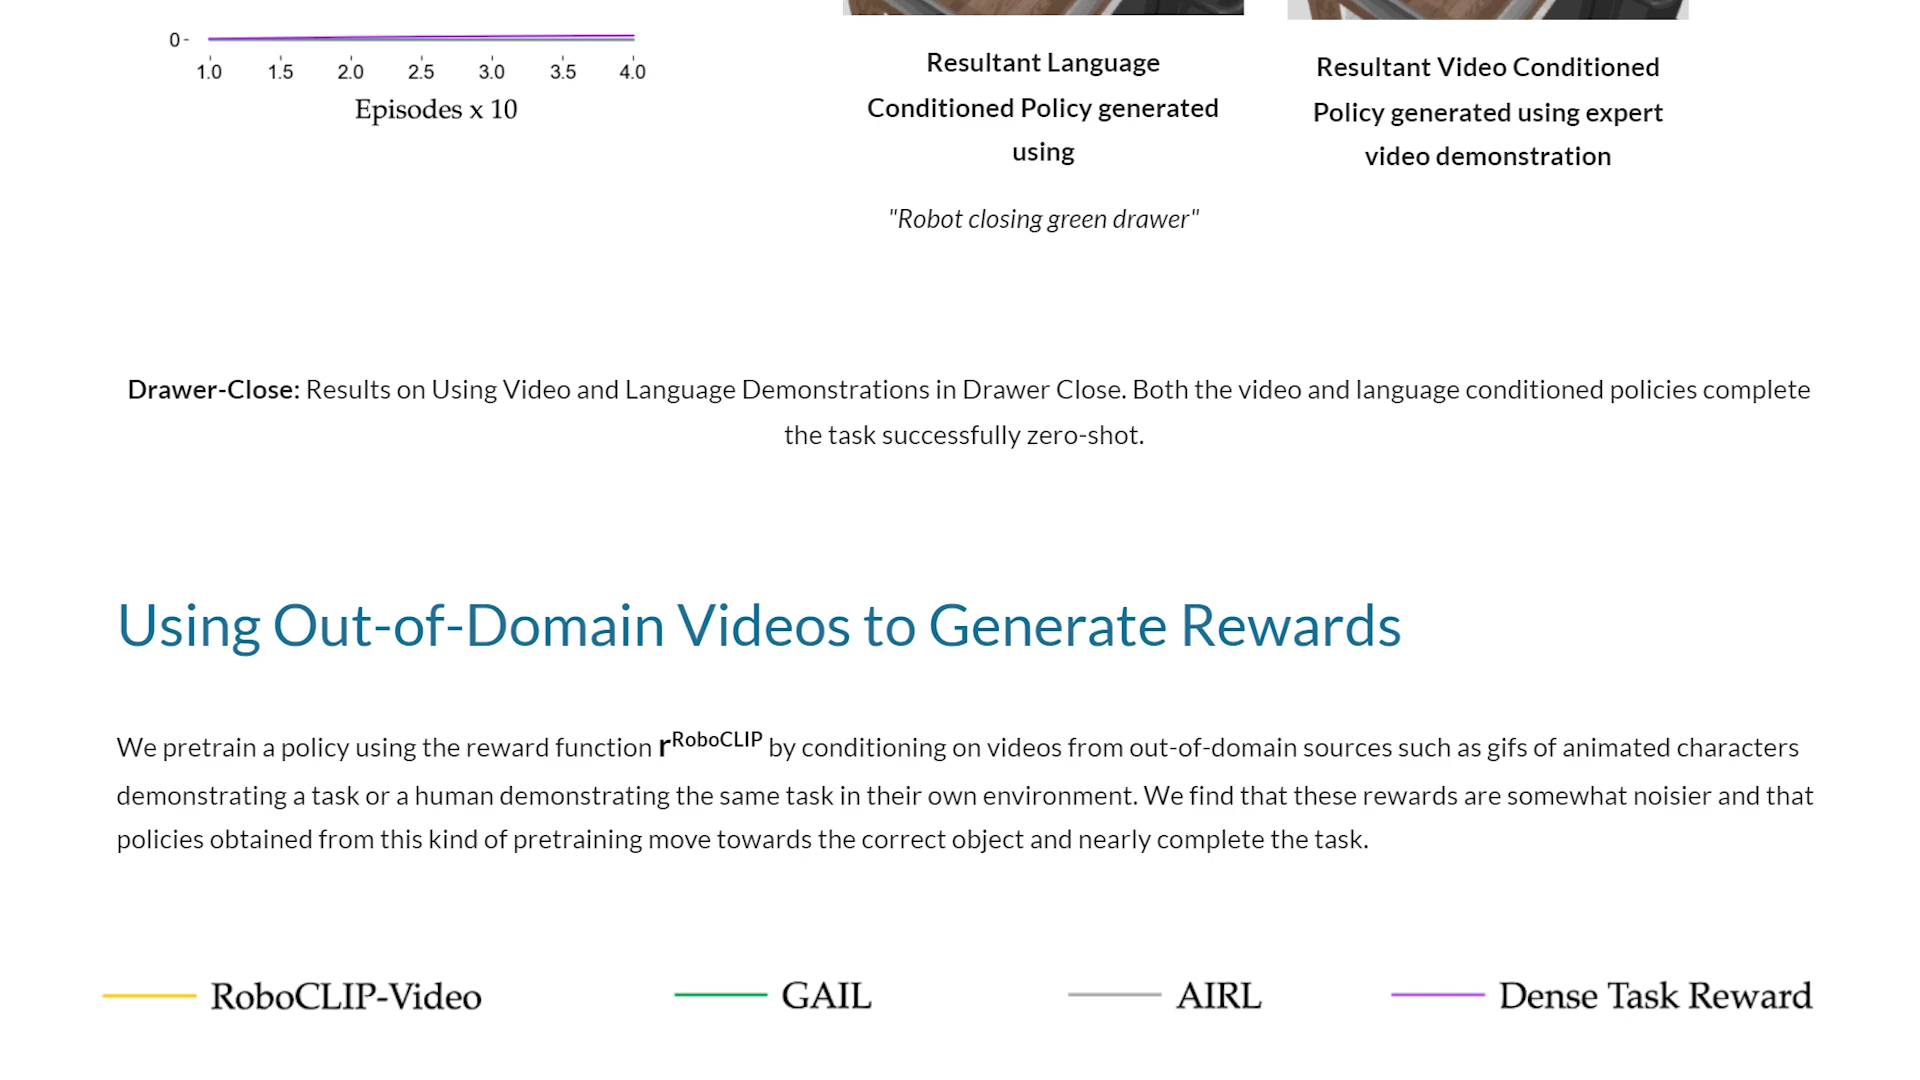 0
1.0 1.5 2.0 2.5 3.0 3.5 4.0
Episodes x 10
Resultant Language
Conditioned Policy generated
using
"Robot closing green drawer"
Resultant Video Conditioned
Policy generated using expert
video demonstration
Drawer-Close: Results on Using Video and Language Demonstrations in Drawer Close. Both the video and language conditioned policies complete
the task successfully zero-shot.
Using Out-of-Domain Videos to Generate Rewards
We pretrain a policy using the reward function rRoboCLIP by conditioning on videos from out-of-domain sources such as gifs of animated characters
demonstrating a task or a human demonstrating the same task in their own environment. We find that these rewards are somewhat noisier and that
policies obtained from this kind of pretraining move towards the correct object and nearly complete the task.
RoboCLIP-Video GAIL AIRL Dense Task Reward